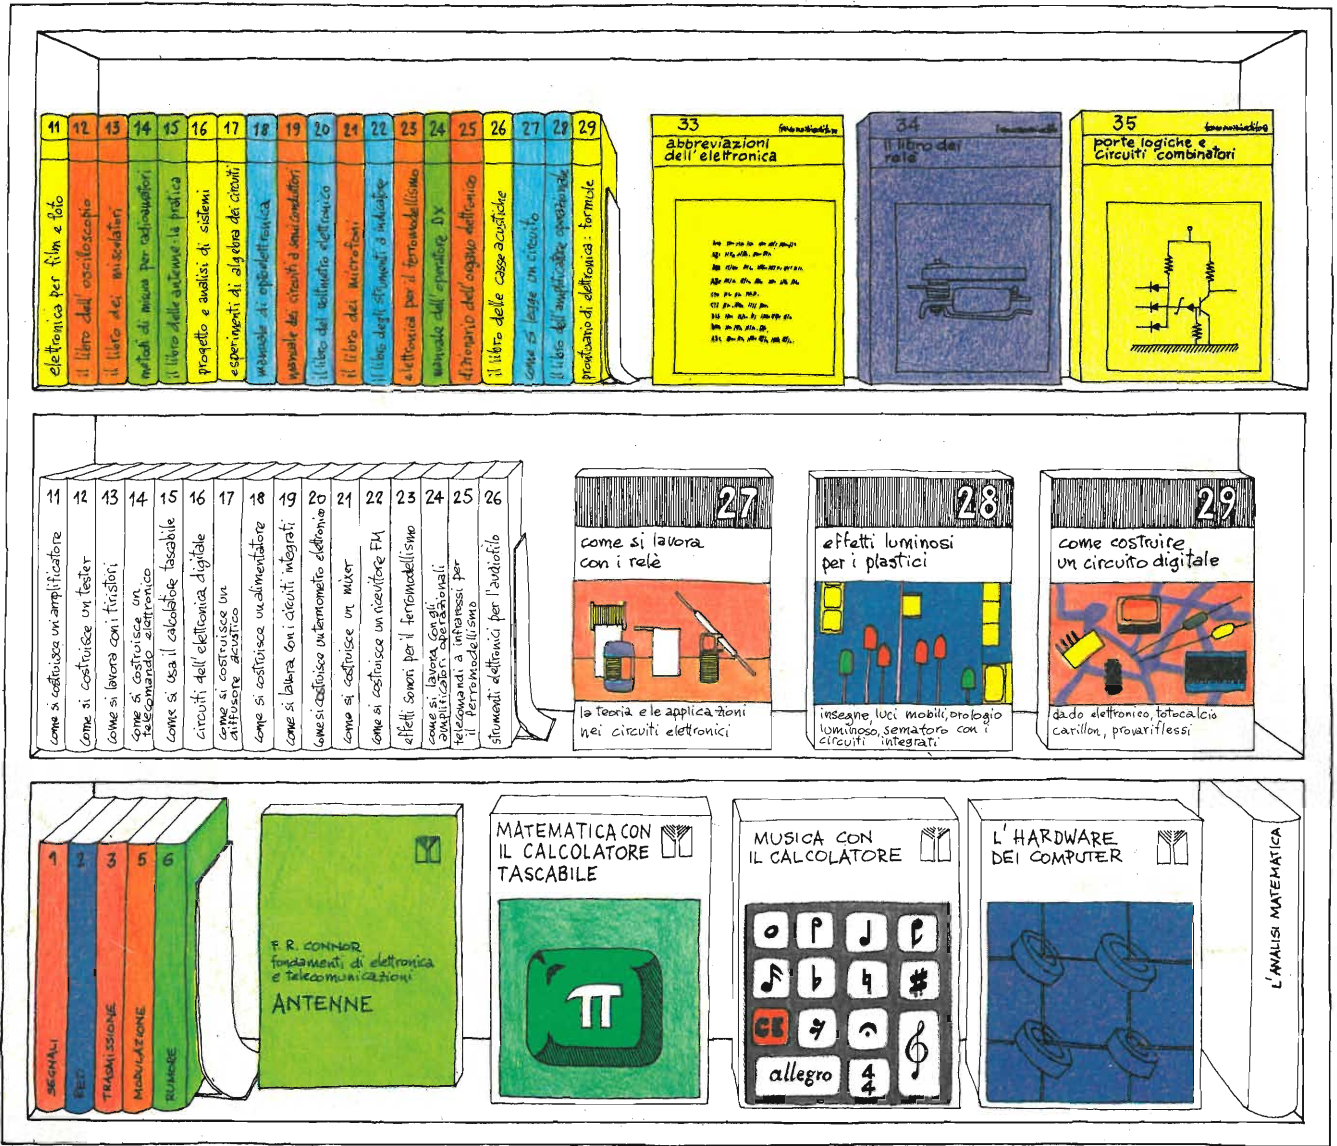 11
elettronica per film e foto
12
il libro dell'oscilloscopio
13
il libro dei miscelatori
14
metodi di misura per radioamatori
15
il libro delle antenne: la pratica
16
progetto e analisi di sistemi
17
esperimenti di algebra dei circuiti
18
manuale di optoelettronica
19
manuale dei circuiti a semiconduttori
20
il libro del voltmetro elettronico
21
il libro dei microfoni
22
il libro degli strumenti a indicatore
23
elettronica per il ferromodellismo
24
manuale dell'operatore DX
25
dizionario dell'organo elettronico
26
il libro delle casse acustiche
27
come si legge un circuito
28
il libro dell'amplificatore operazionale
29
prontuario di elettronica: formule
33
abbreviazioni
dell'elettronica
34
il libro dei
relè
35
porte logiche e
circuiti combinatori
11
come si costruisce un amplificatore
12
come si costruisce un tester
13
come si lavora con i tiristori
14
come si costruisce un
telecomando elettronico
15
come si usa il calcolatore tascabile
16
circuiti dell'elettronica digitale
17
come si costruisce un
diffusore acustico
18
come si costruisce un alimentatore
19
come si lavora con i circuiti integrati
20
come si costruisce un termometro elettronico
21
come si costruisce un mixer
22
come si costruisce un ricevitore FM
23
effetti sonori per il ferromodellismo
24
come si lavora con gli
amplificatori operazionali
25
telecomandi a infrarossi per
il ferromodellismo
26
strumenti elettronici per l'audiofilo
27
come si lavora
con i relè
la teoria e le applicazioni
nei circuiti elettronici
28
effetti luminosi
per i plastici
insegne, luci mobili, orologio
luminoso, semaforo con i
circuiti integrati
29
come costruire
un circuito digitale
dado elettronico, totocalcio
carillon, provariflessi
1
SEGNALI
2
RETI
3
TRASMISSIONE
5
MODULAZIONE
6
RUMORE
F. R. CONNOR
fondamenti di elettronica
e telecomunicazioni
ANTENNE
MATEMATICA CON
IL CALCOLATORE
TASCABILE
π
MUSICA CON
IL CALCOLATORE
allegro
4
4
L'HARDWARE
DEI COMPUTER
L'ANALISI MATEMATICA